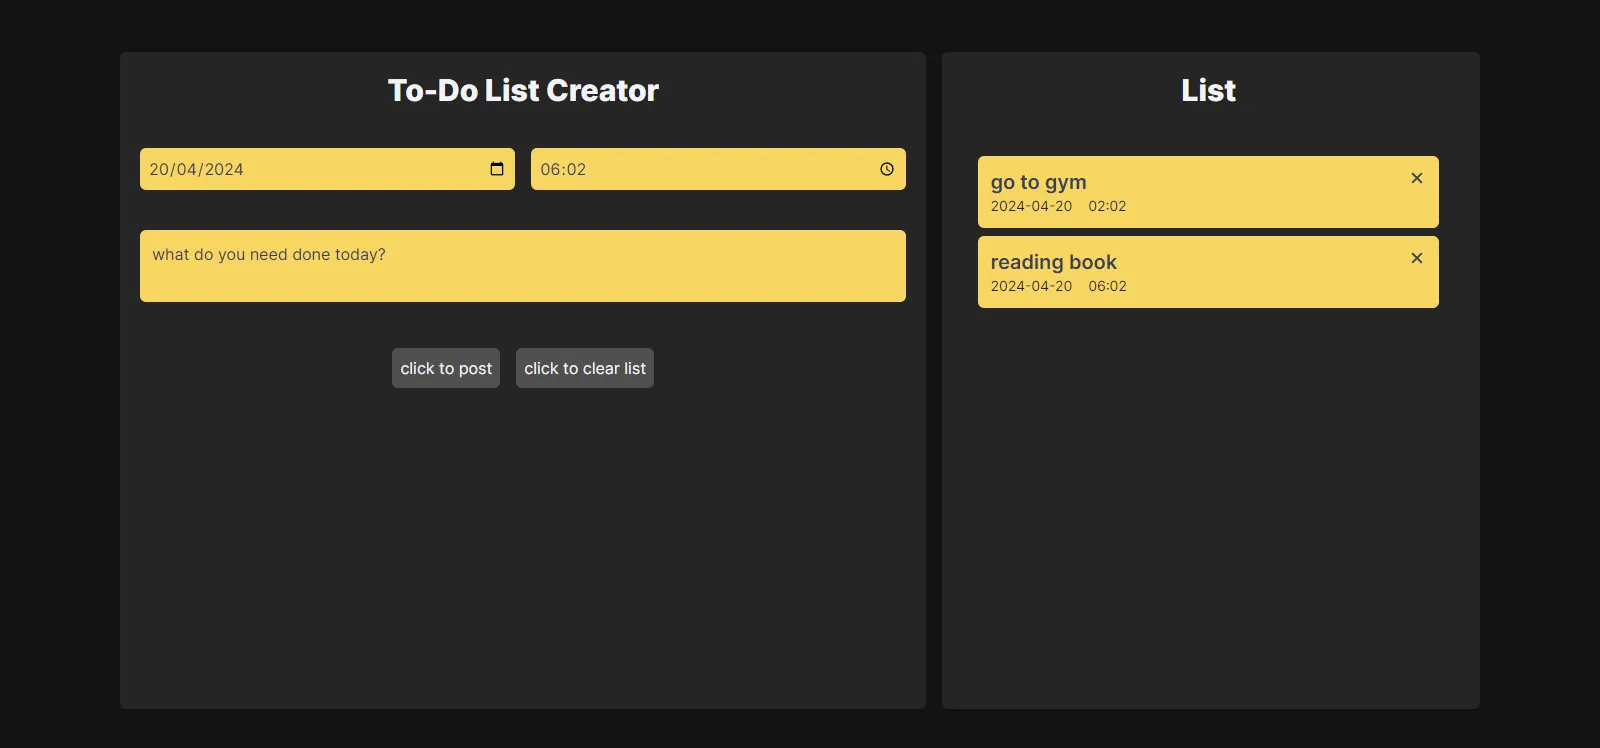 To-Do List Creator
20/04/2024
06:02
what do you need done today?
click to post
click to clear list
List
go to gym
2024-04-20 02:02
reading book
2024-04-20 06:02